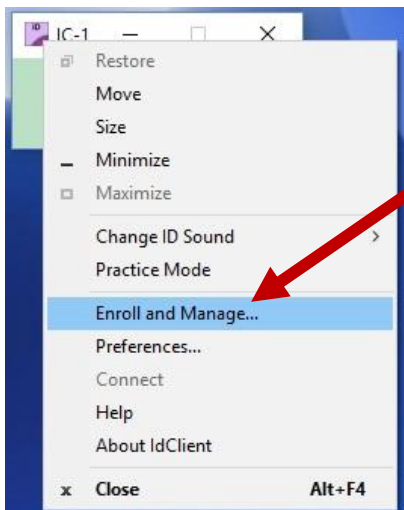 ID
IC-1
Restore
Move
Size
Minimize
Maximize
Change ID Sound
Practice Mode
Enroll and Manage...
Preferences...
Connect
Help
About IdClient
Close Alt+F4